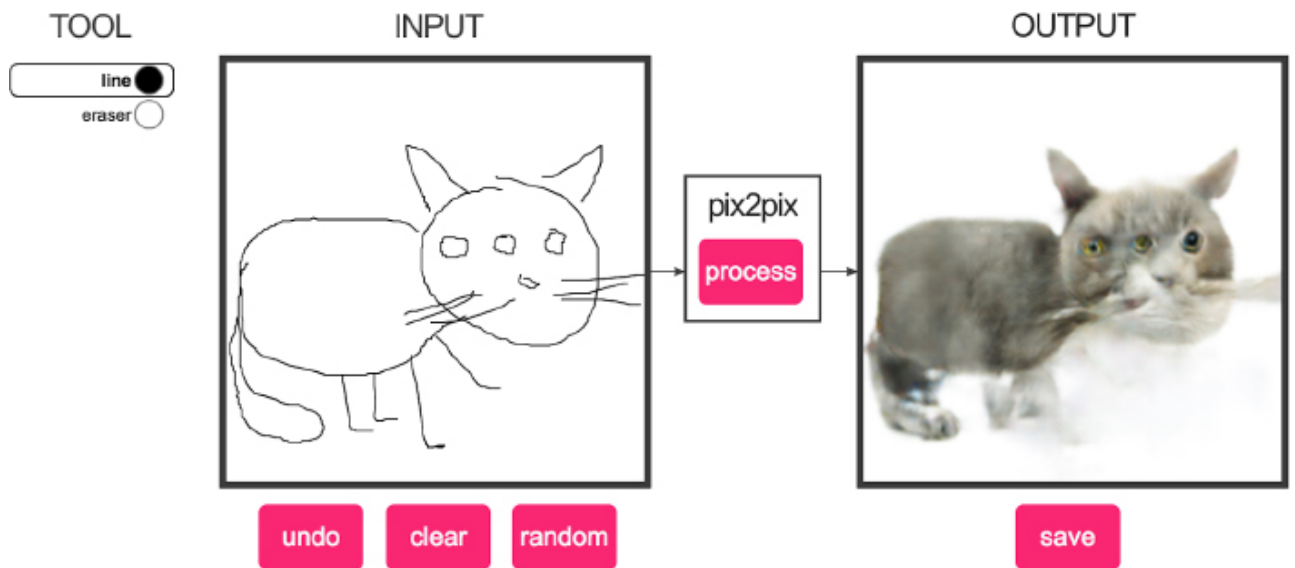 TOOL
INPUT
OUTPUT
line
eraser
pix2pix
process
undo
clear
random
save